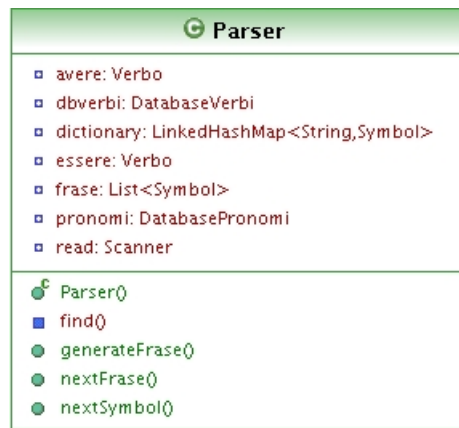 C Parser
avere: Verbo
dbverbi: DatabaseVerbi
dictionary: LinkedHashMap<String,Symbol>
essere: Verbo
frase: List<Symbol>
pronomi: DatabasePronomi
read: Scanner
C Parser()
find()
generateFrase()
nextFrase()
nextSymbol()